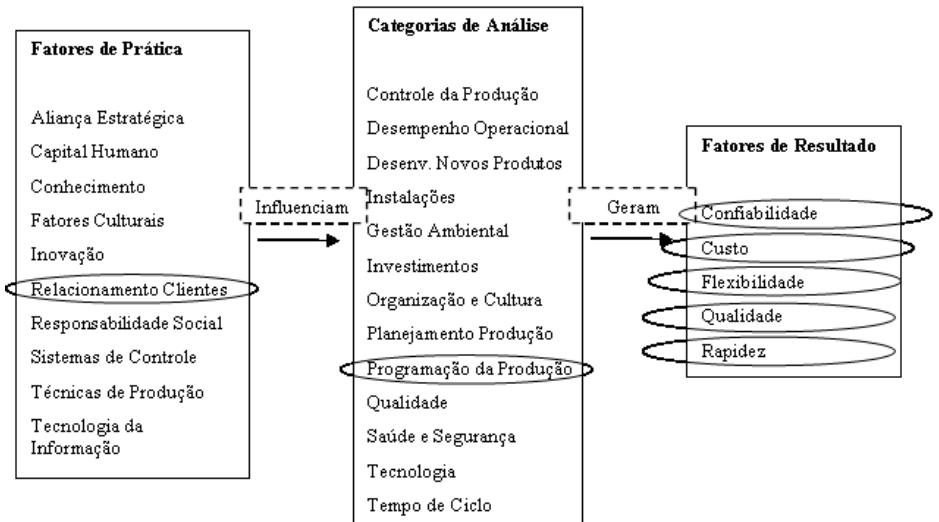 Fatores de Prática
Aliança Estratégica
Capital Humano
Conhecimento
Fatores Culturais
Inovação
Relacionamento Clientes
Responsabilidade Social
Sistemas de Controle
Técnicas de Produção
Tecnologia da
Informação
Influenciam
Categorias de Análise
Controle da Produção
Desempenho Operacional
Desenv. Novos Produtos
Instalações
Gestão Ambiental
Investimentos
Organização e Cultura
Planejamento Produção
Programação da Produção
Qualidade
Saúde e Segurança
Tecnologia
Tempo de Ciclo
Geram
Fatores de Resultado
Confiabilidade
Custo
Flexibilidade
Qualidade
Rapidez